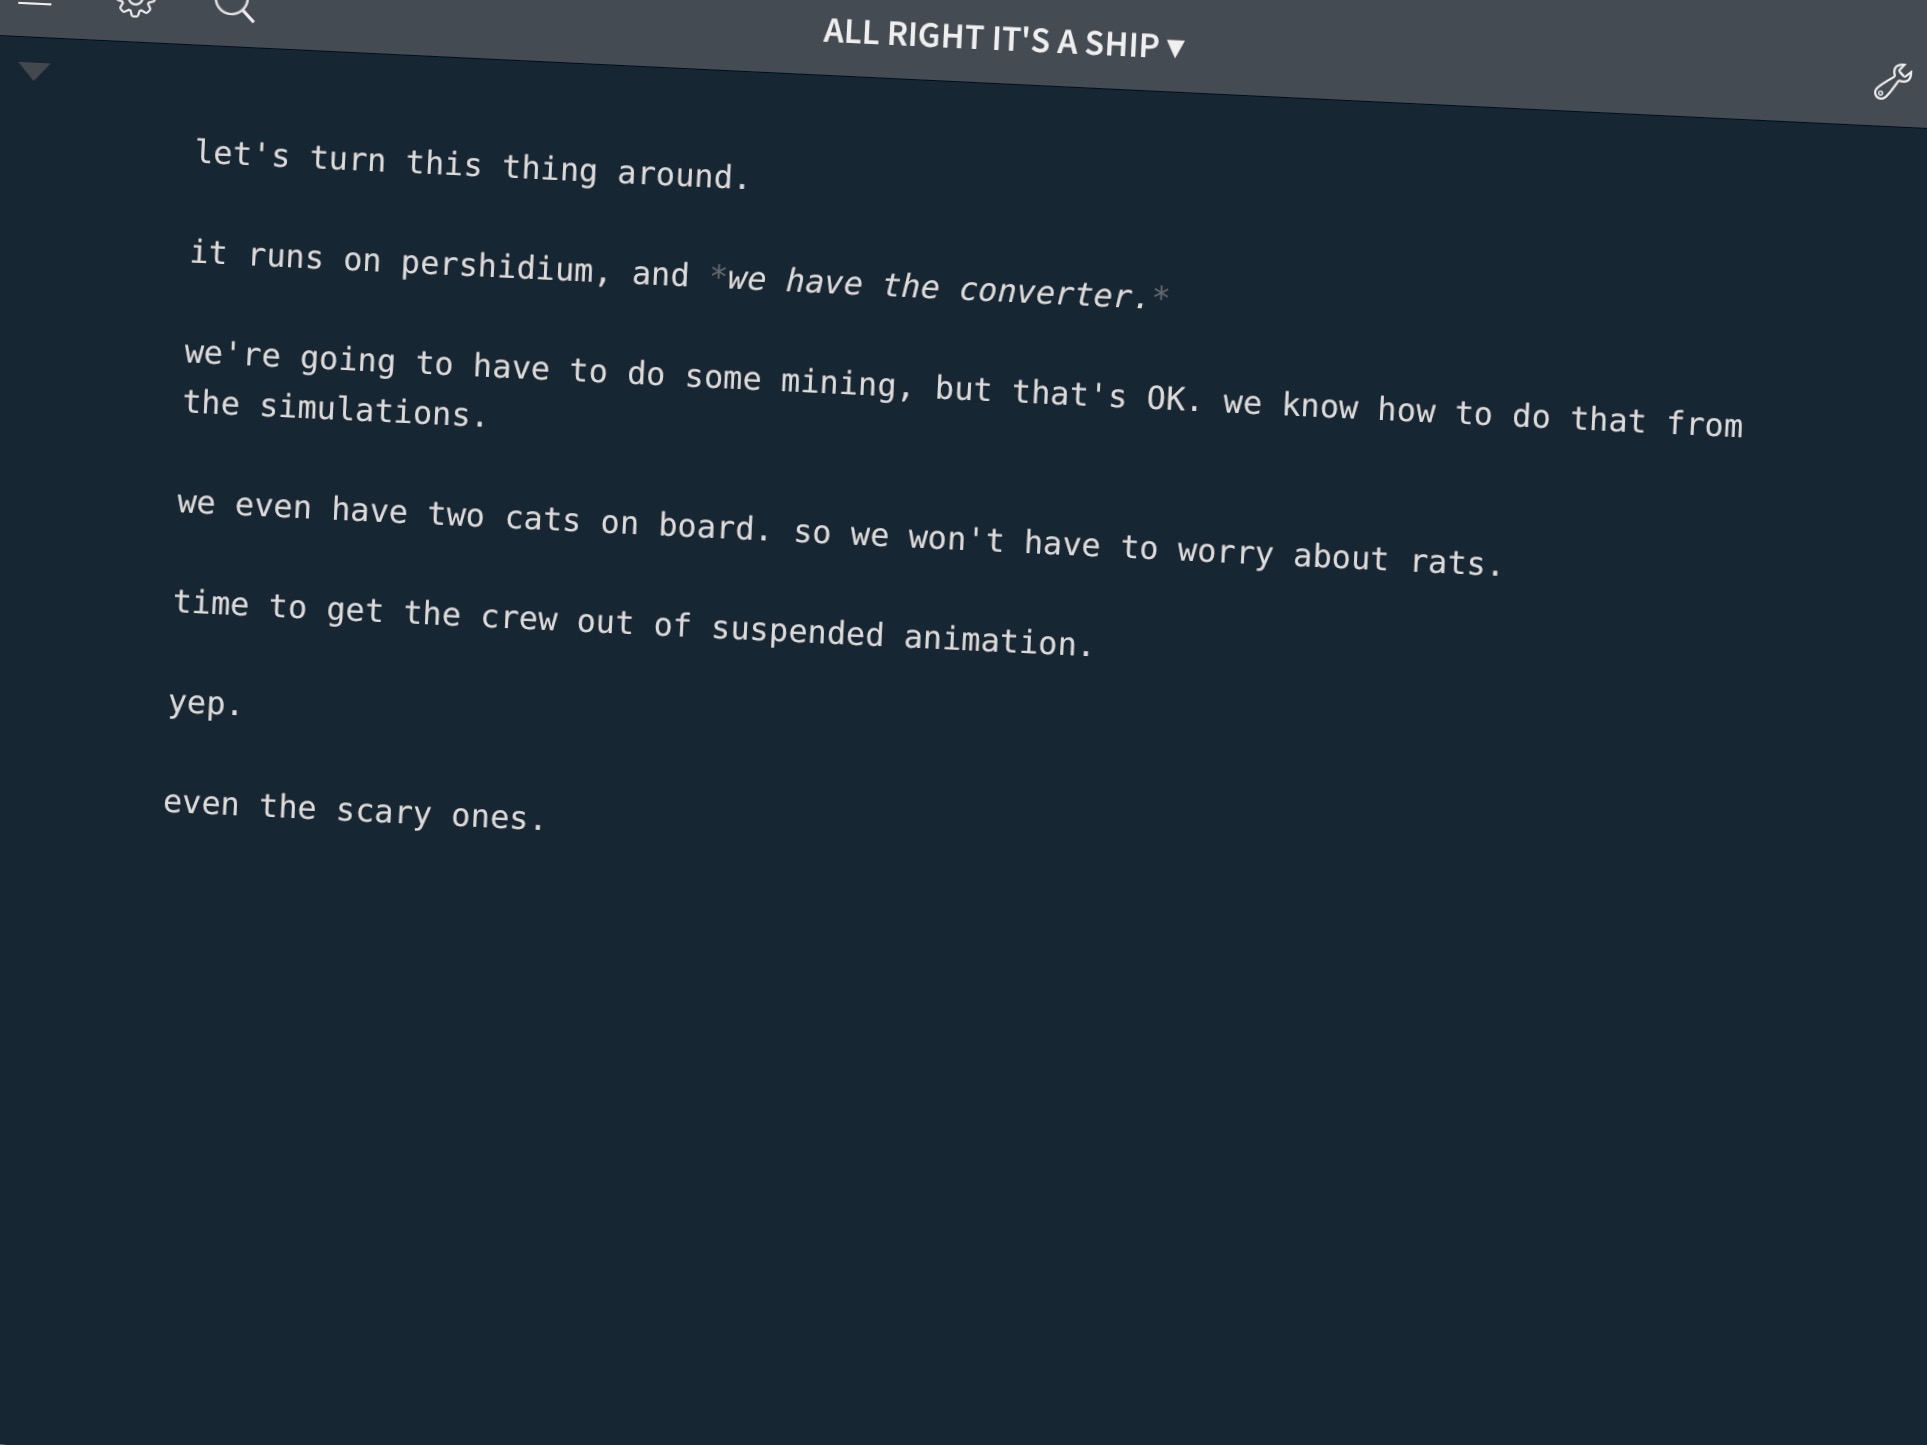 ALL RIGHT IT'S A SHIP ▾
let's turn this thing around.
it runs on pershidium, and *we have the converter.*
we're going to have to do some mining, but that's OK. we know how to do that from
the simulations.
we even have two cats on board. so we won't have to worry about rats.
time to get the crew out of suspended animation.
yep.
even the scary ones.